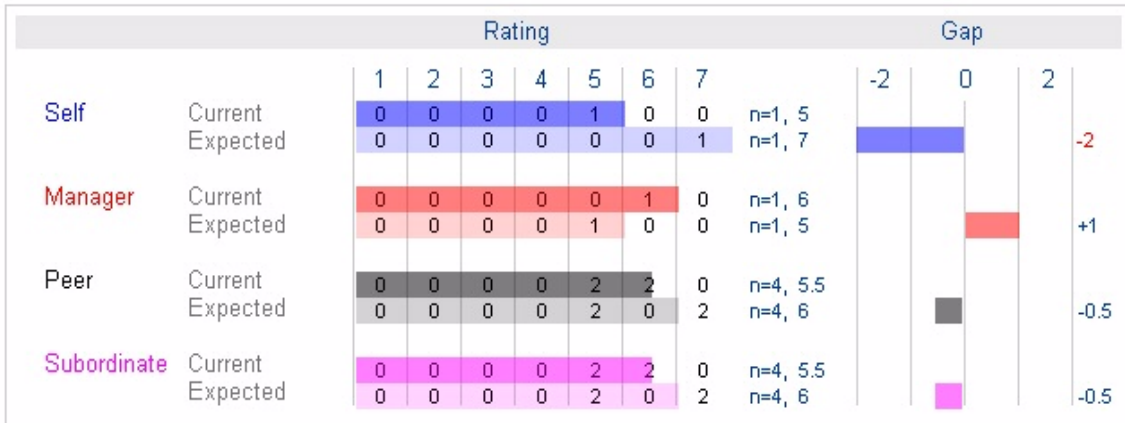 Rating Gap
1 2 3 4 5 6 7 -2 0 2
Self Current 0 0 0 0 1 0 0 n=1, 5
Expected 0 0 0 0 0 0 1 n=1, 7 -2
Manager Current 0 0 0 0 0 1 0 n=1, 6
Expected 0 0 0 0 1 0 0 n=1, 5 +1
Peer Current 0 0 0 0 2 2 0 n=4, 5.5
Expected 0 0 0 0 2 0 2 n=4, 6 -0.5
Subordinate Current 0 0 0 0 2 2 0 n=4, 5.5
Expected 0 0 0 0 2 0 2 n=4, 6 -0.5